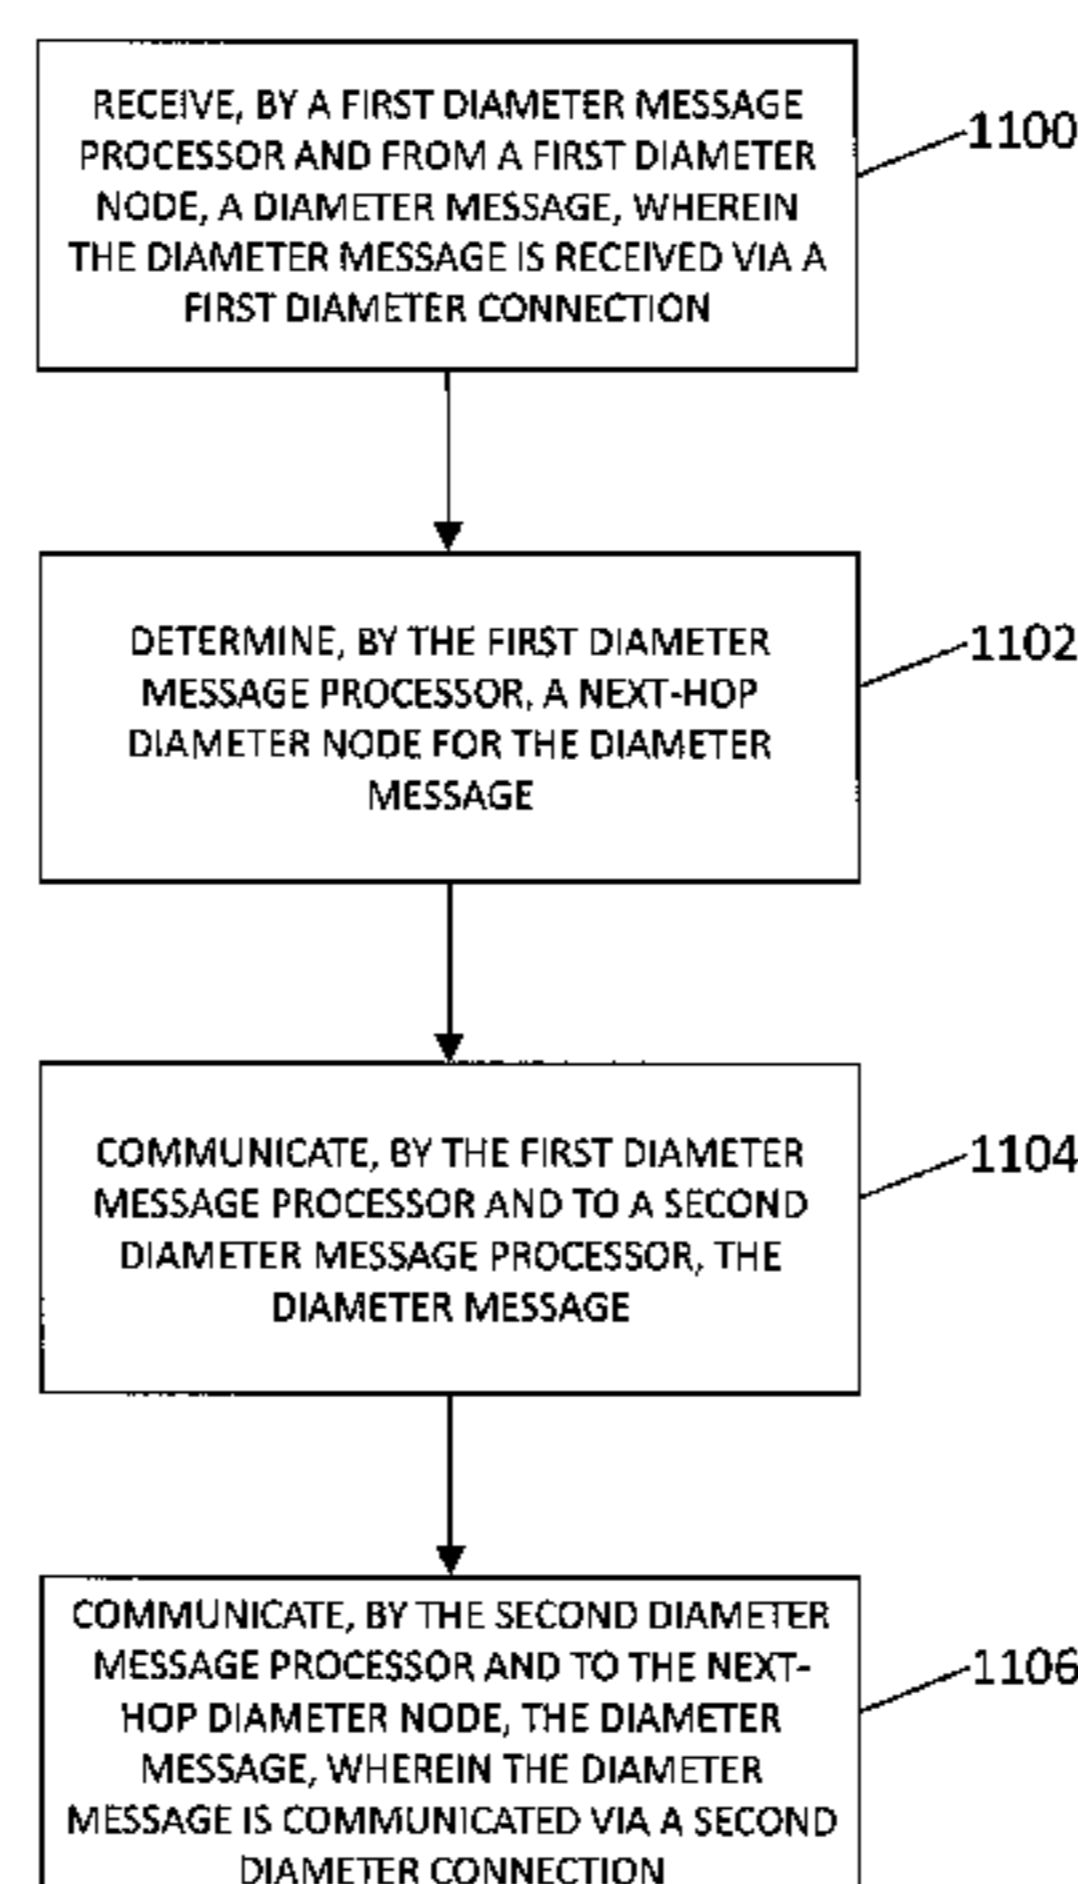 RECEIVE, BY A FIRST DIAMETER MESSAGE
PROCESSOR AND FROM A FIRST DIAMETER
NODE, A DIAMETER MESSAGE, WHEREIN
THE DIAMETER MESSAGE IS RECEIVED VIA A
FIRST DIAMETER CONNECTION
1100
DETERMINE, BY THE FIRST DIAMETER
MESSAGE PROCESSOR, A NEXT-HOP
DIAMETER NODE FOR THE DIAMETER
MESSAGE
1102
COMMUNICATE, BY THE FIRST DIAMETER
MESSAGE PROCESSOR AND TO A SECOND
DIAMETER MESSAGE PROCESSOR, THE
DIAMETER MESSAGE
1104
COMMUNICATE, BY THE SECOND DIAMETER
MESSAGE PROCESSOR AND TO THE NEXT-
HOP DIAMETER NODE, THE DIAMETER
MESSAGE, WHEREIN THE DIAMETER
MESSAGE IS COMMUNICATED VIA A SECOND
DIAMETER CONNECTION
1106